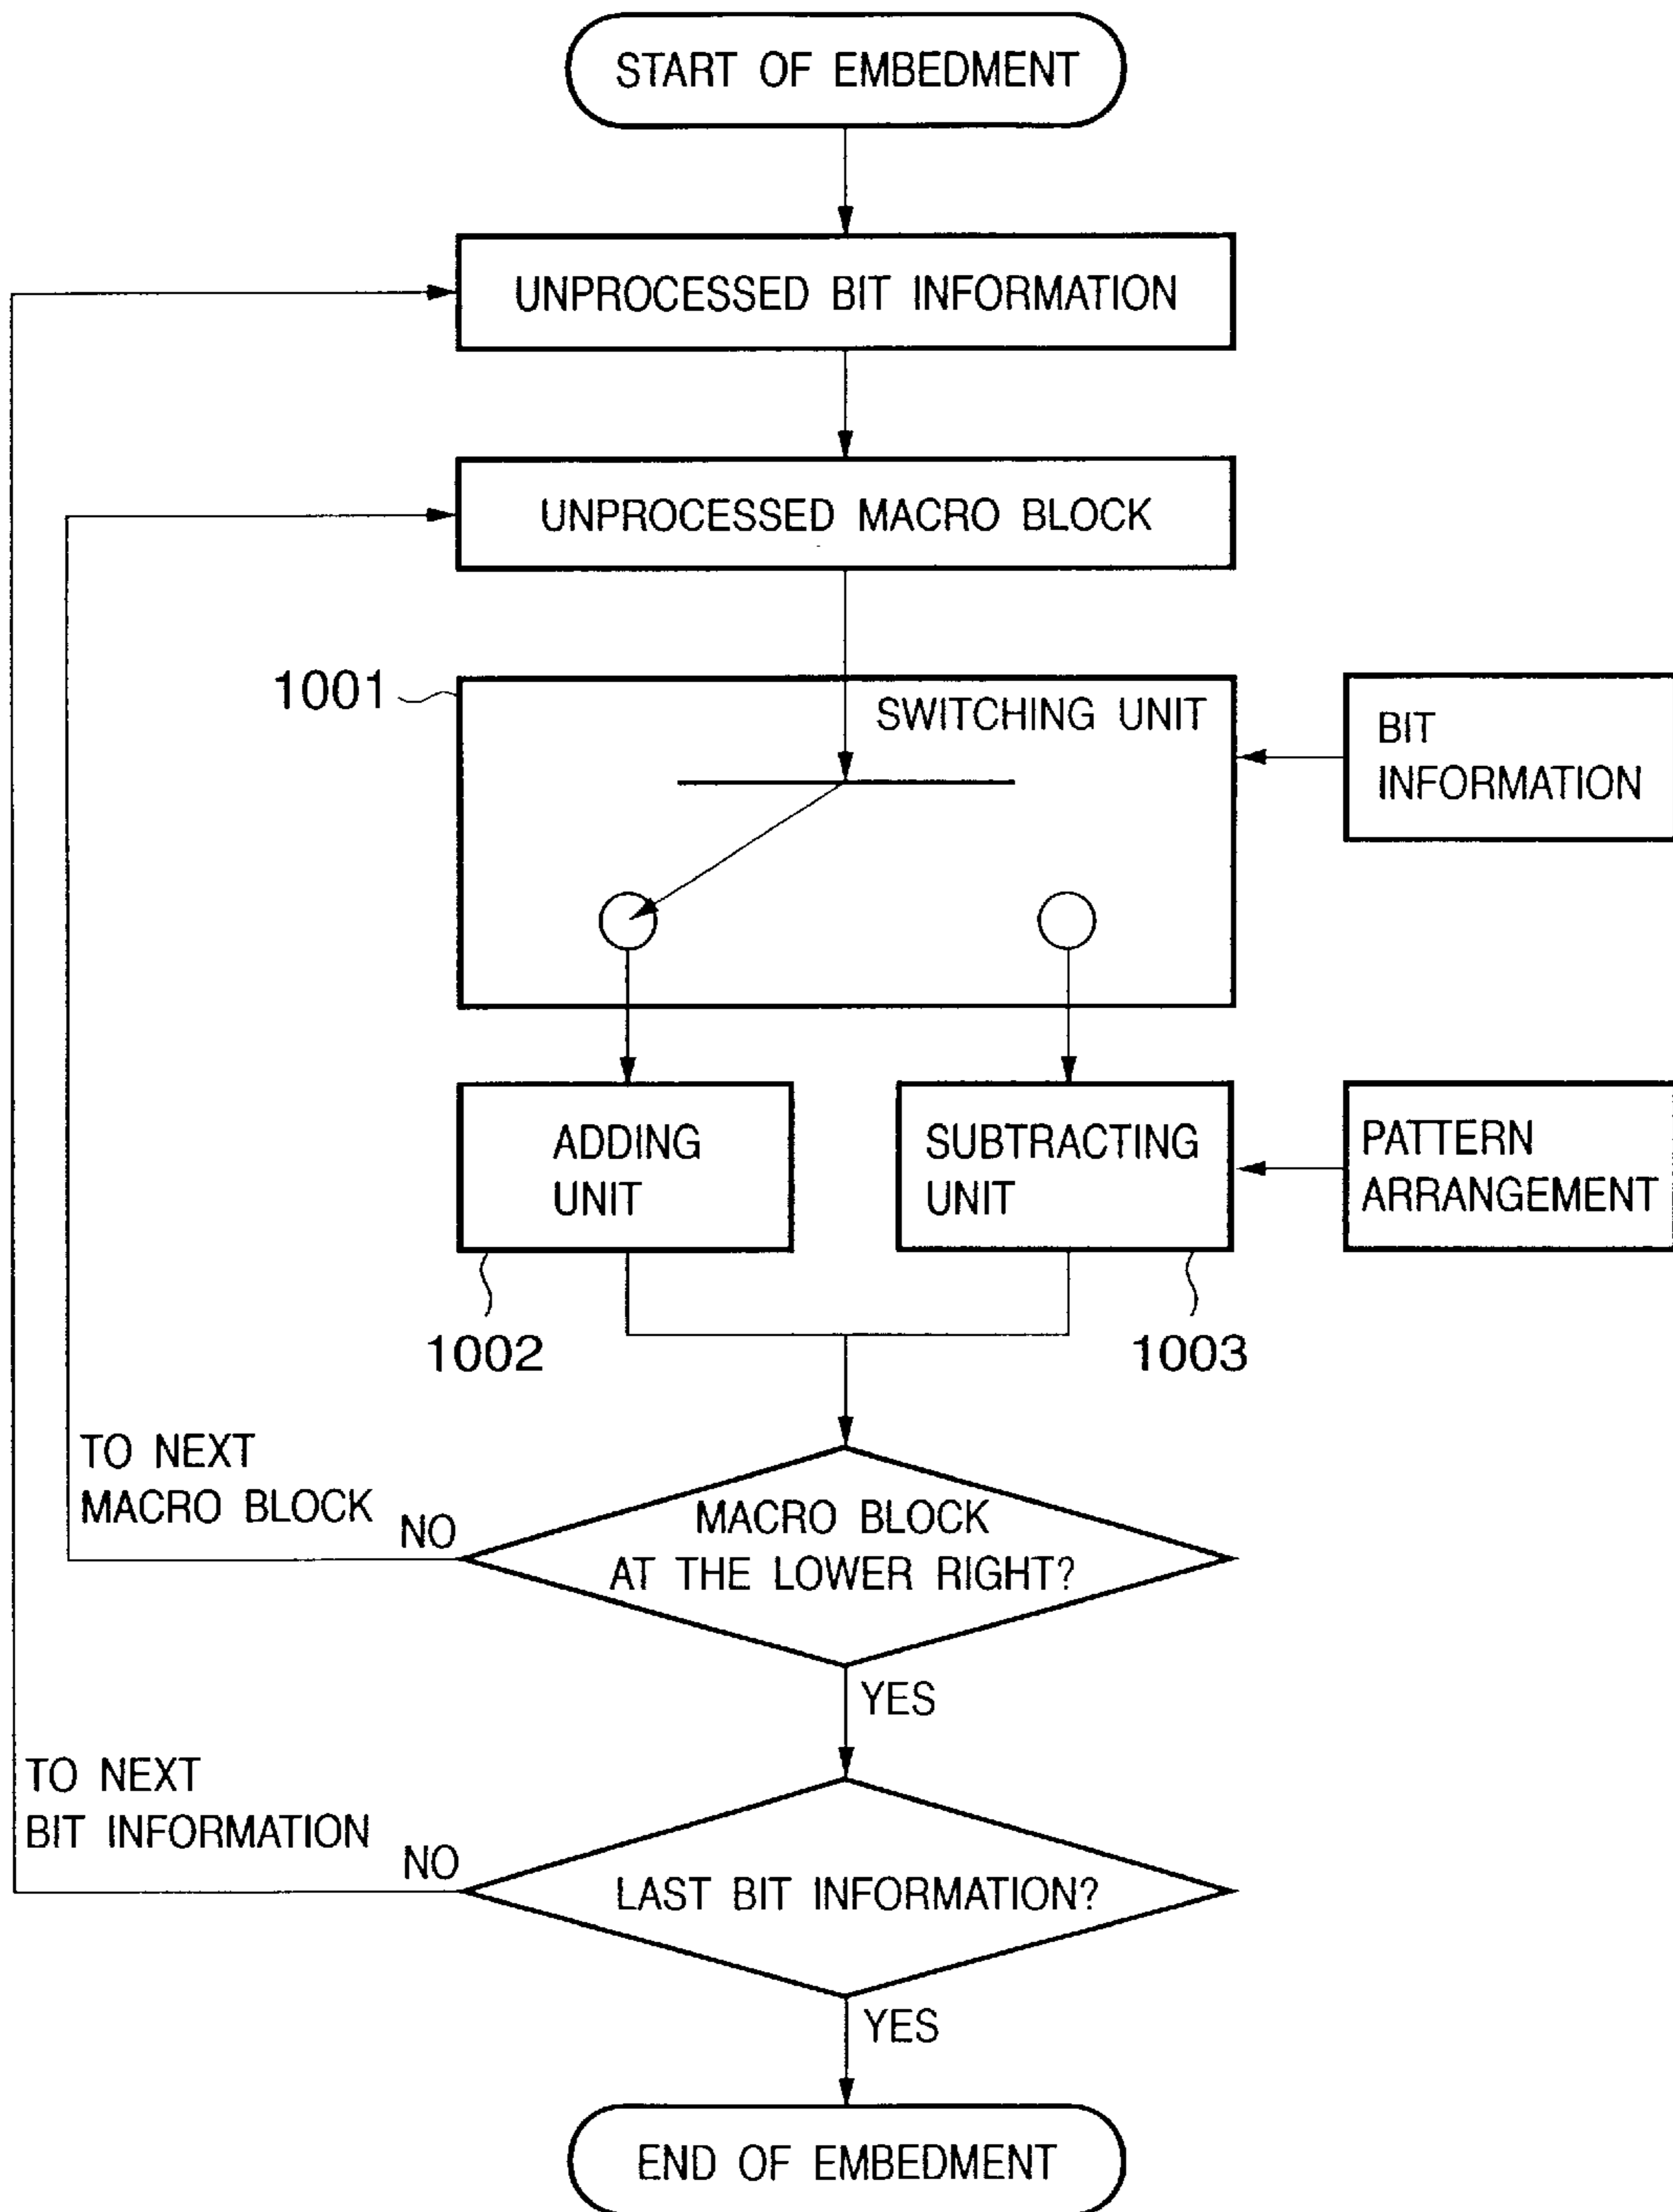 START OF EMBEDMENT
UNPROCESSED BIT INFORMATION
UNPROCESSED MACRO BLOCK
1001
SWITCHING UNIT
BIT
INFORMATION
ADDING
UNIT
SUBTRACTING
UNIT
PATTERN
ARRANGEMENT
1002
1003
TO NEXT
MACRO BLOCK
NO
MACRO BLOCK
AT THE LOWER RIGHT?
YES
TO NEXT
BIT INFORMATION
NO
LAST BIT INFORMATION?
YES
END OF EMBEDMENT